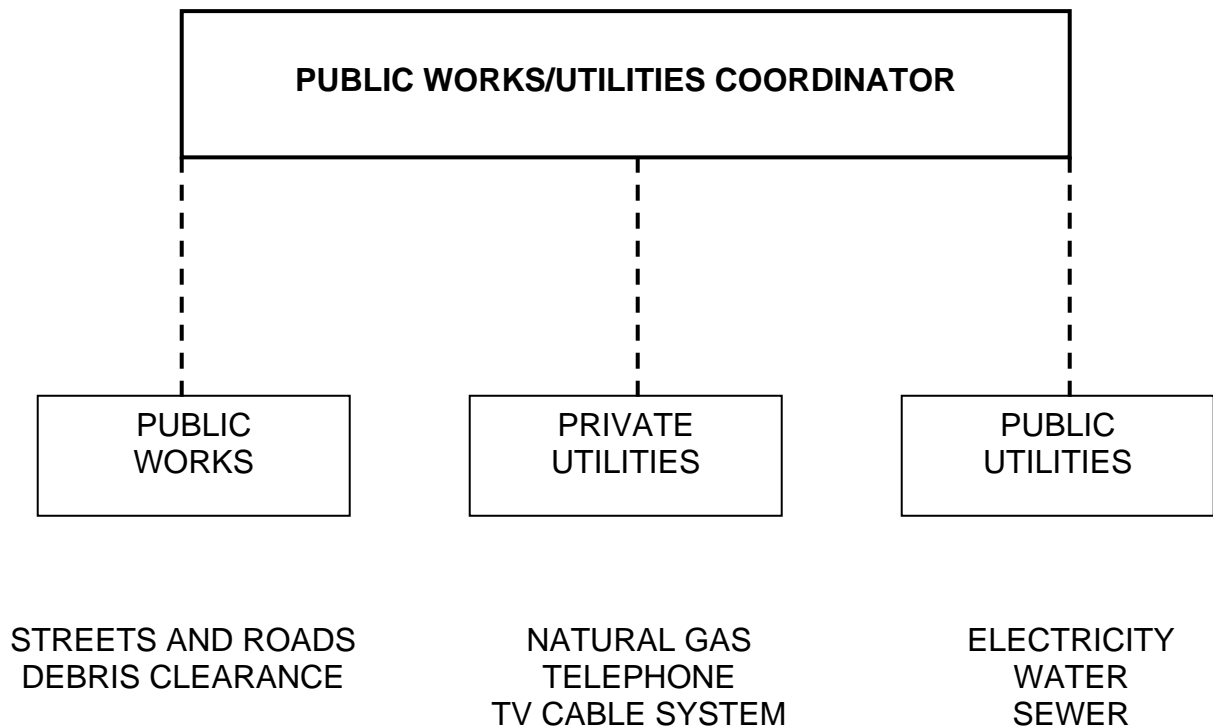 PUBLIC WORKS/UTILITIES COORDINATOR
PUBLIC
WORKS
PRIVATE
UTILITIES
PUBLIC
UTILITIES
STREETS AND ROADS
DEBRIS CLEARANCE
NATURAL GAS
TELEPHONE
TV CABLE SYSTEM
ELECTRICITY
WATER
SEWER